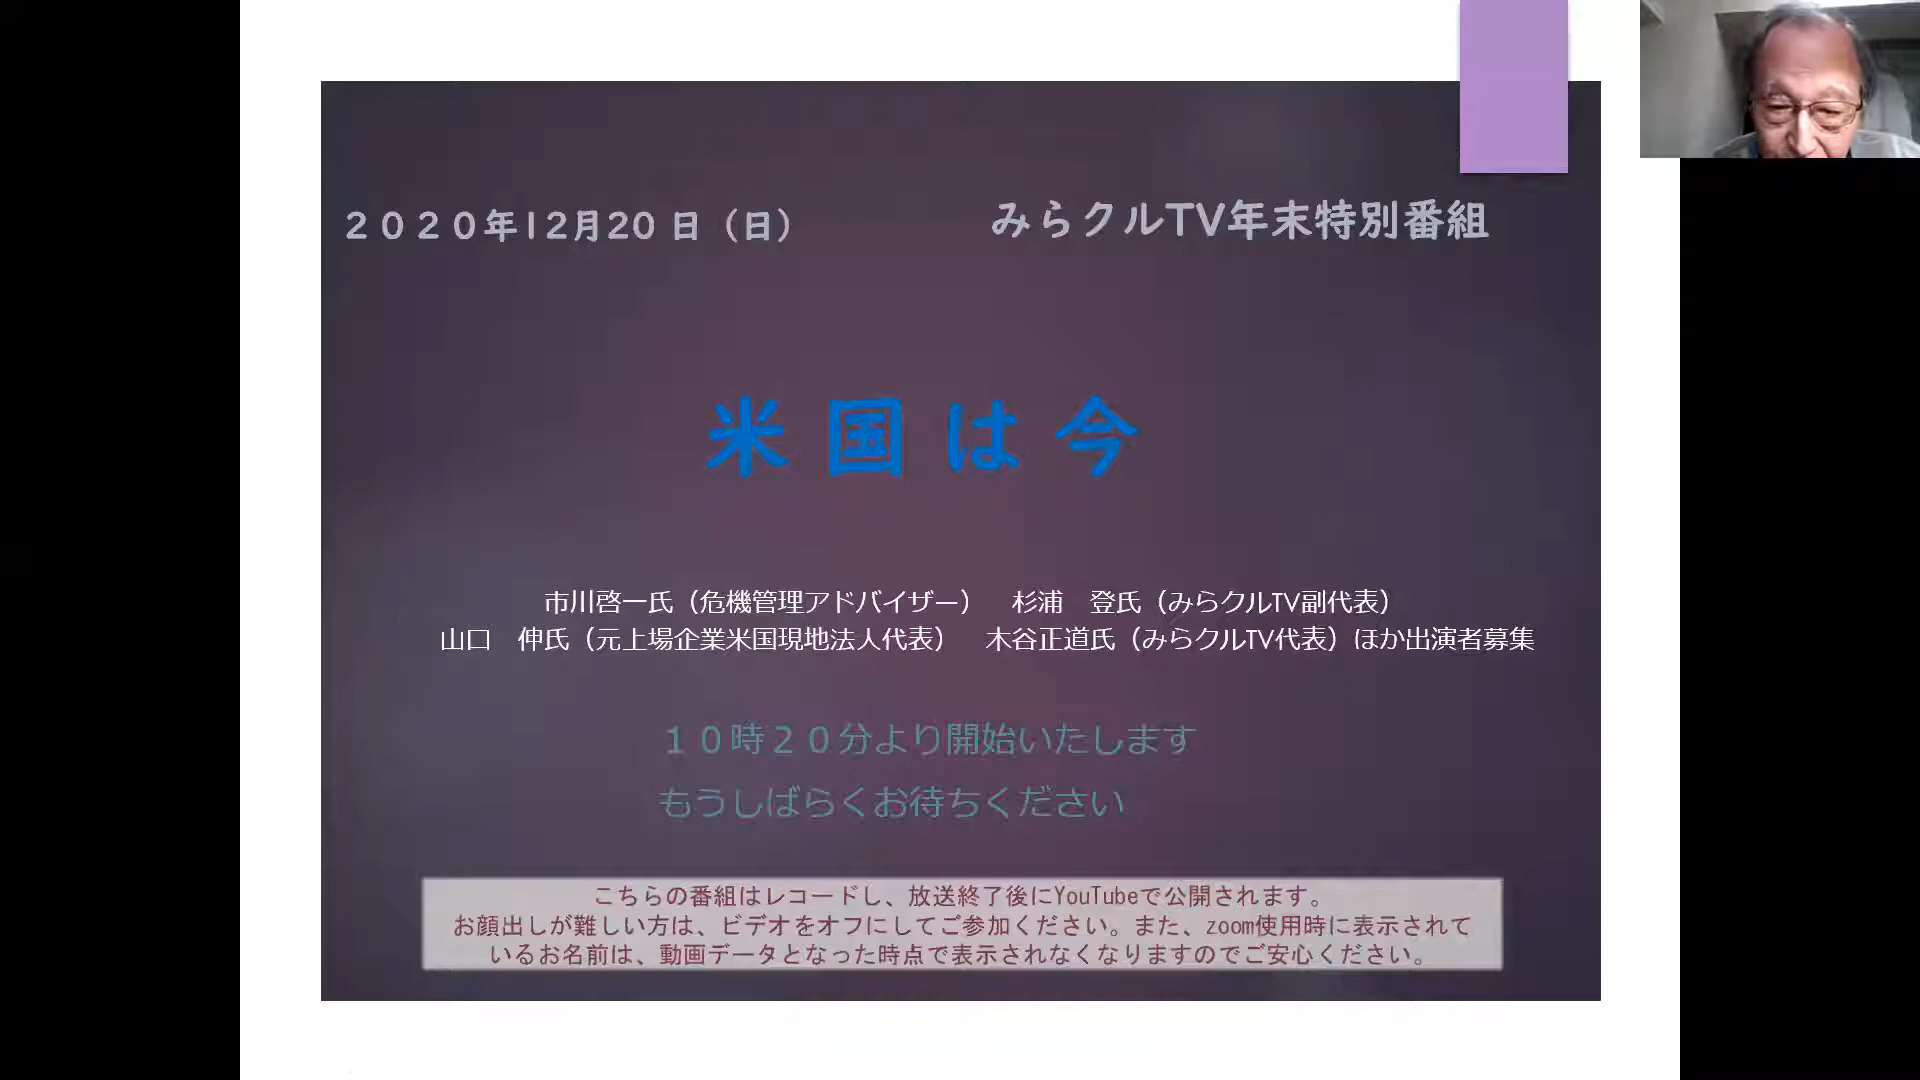 ２０２０年12月20 日（日）
みらクルTV年末特別番組
米国は今
市川啓一氏（危機管理アドバイザー）　杉浦　登氏（みらクルTV副代表）
山口　伸氏（元上場企業米国現地法人代表）　木谷正道氏（みらクルTV代表）ほか出演者募集
１０時２０分より開始いたします
もうしばらくお待ちください
こちらの番組はレコードし、放送終了後にYouTubeで公開されます。
お顔出しが難しい方は、ビデオをオフにしてご参加ください。また、zoom使用時に表示されて
いるお名前は、動画データとなった時点で表示されなくなりますのでご安心ください。